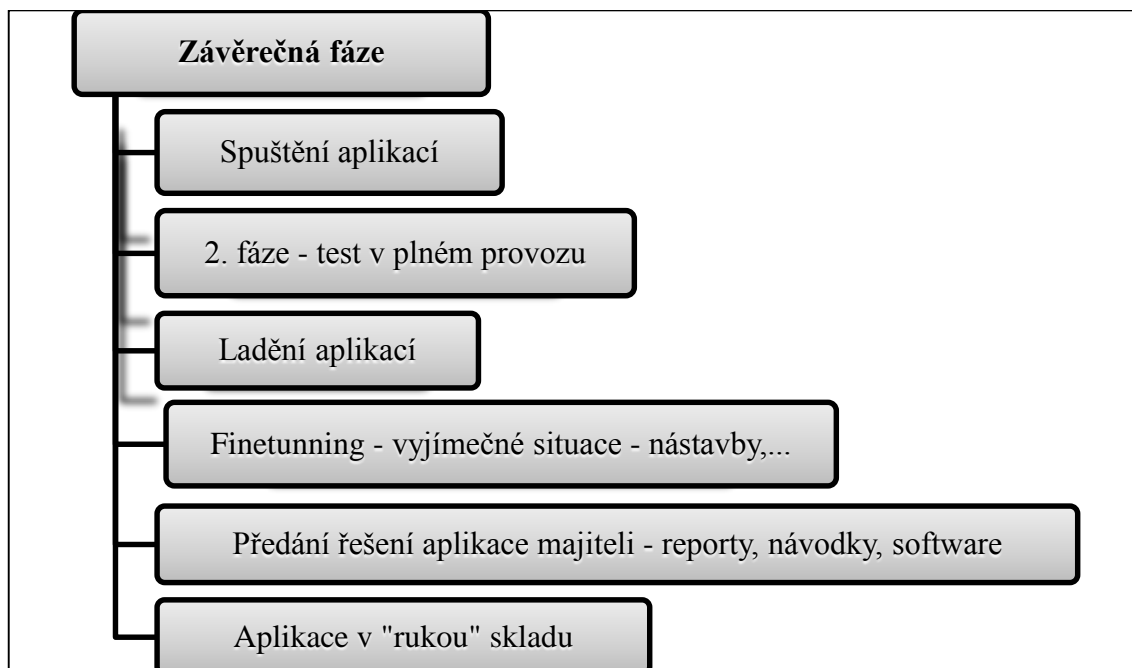 Závěrečná fáze
Spuštění aplikací
2. fáze - test v plném provozu
Ladění aplikací
Finetunning - vyjímečné situace - nástavby,...
Předání řešení aplikace majiteli - reporty, návodky, software
Aplikace v "rukou" skladu